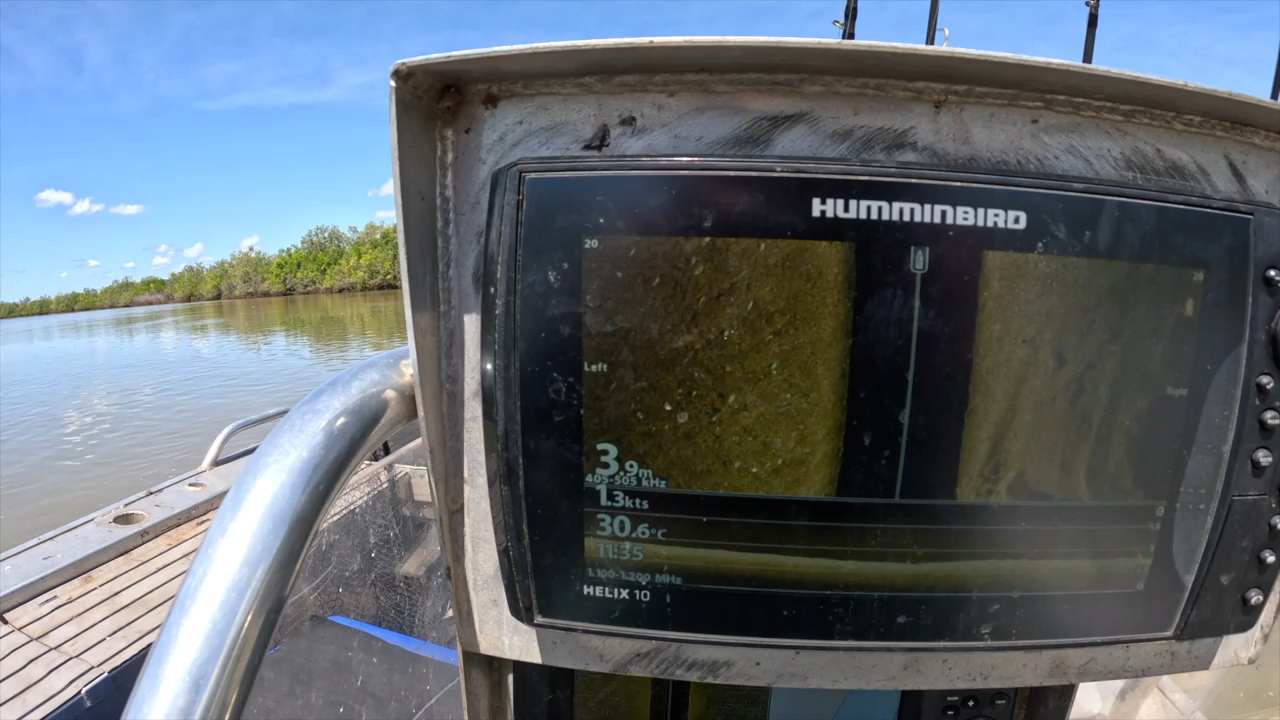 HUMMINBIRD
20
Left
3.9m
405-505 kHz
1.3kts
30.6°C
11:35
1.100-1.200 MHz
HELIX 10